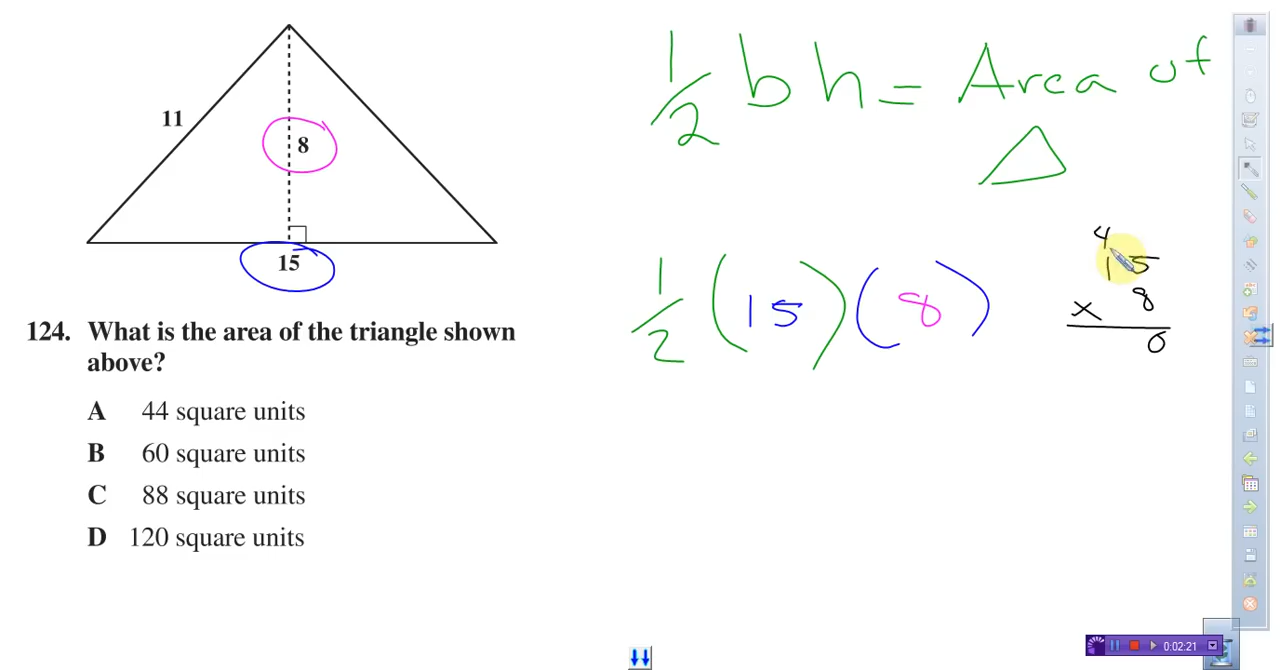 11
8
15
124. What is the area of the triangle shown
above?
A 44 square units
B 60 square units
C 88 square units
D 120 square units
1/2 b h = Area of
1/2 (15)(8)
4
15
x 8
0
0:02:21